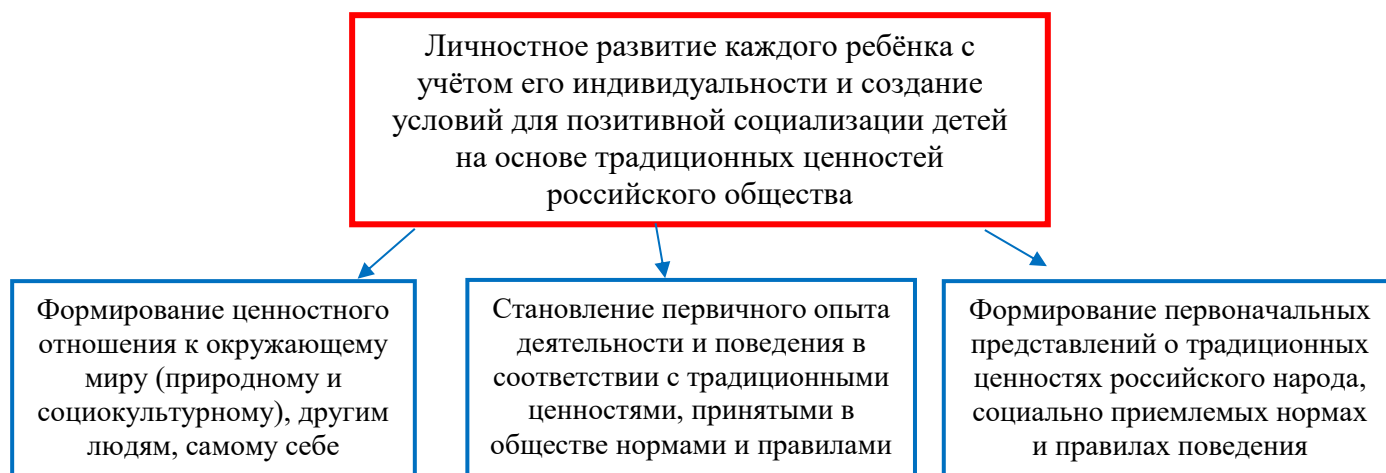 Личностное развитие каждого ребёнка с
учётом его индивидуальности и создание
условий для позитивной социализации детей
на основе традиционных ценностей
российского общества
Формирование ценностного
отношения к окружающему
миру (природному и
социокультурному), другим
людям, самому себе
Становление первичного опыта
деятельности и поведения в
соответствии с традиционными
ценностями, принятыми в
обществе нормами и правилами
Формирование первоначальных
представлений о традиционных
ценностях российского народа,
социально приемлемых нормах
и правилах поведения